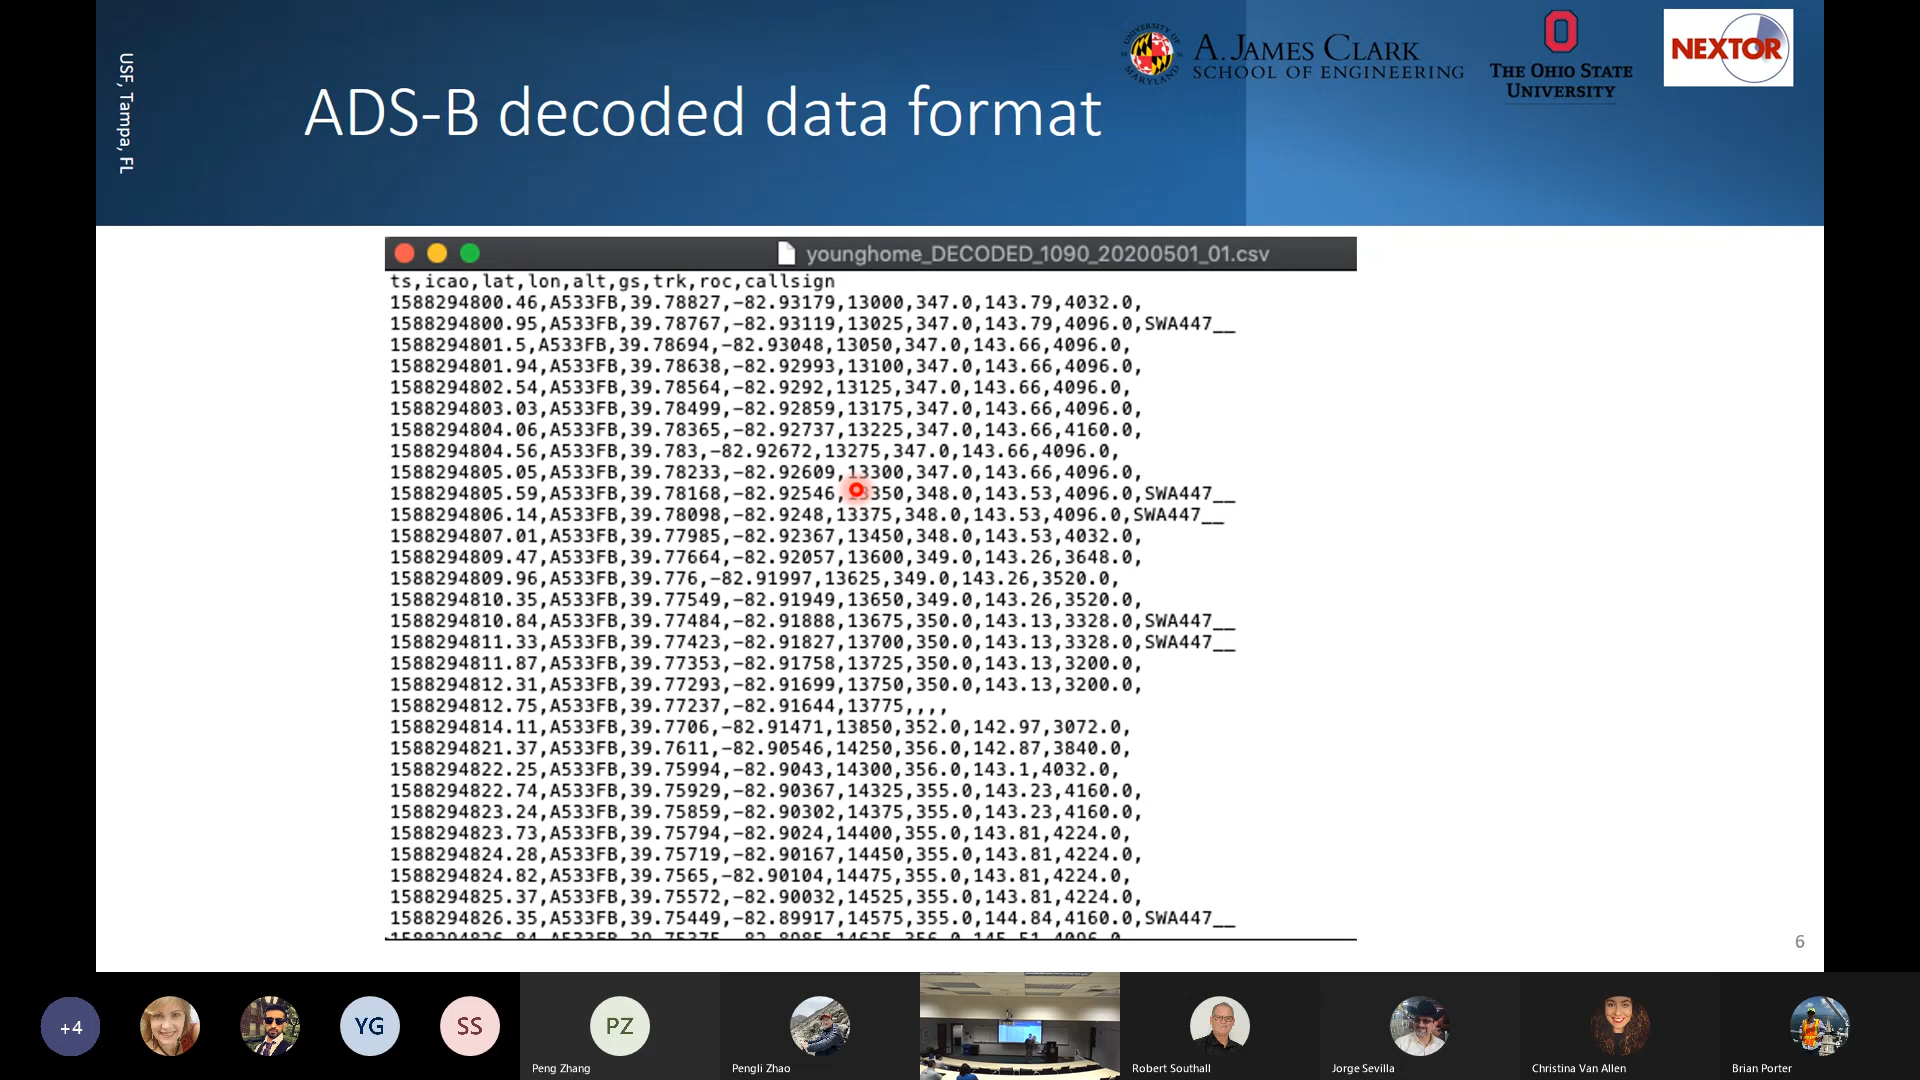 USF, Tampa, FL
ADS-B decoded data format
UNIVERSITY OF MARYLAND
A. JAMES CLARK
SCHOOL OF ENGINEERING
THE OHIO STATE
UNIVERSITY
NEXTOR
younghome_DECODED_1090_20200501_01.csv
ts,icao,lat,lon,alt,gs,trk,roc,callsign
1588294800.46,A533FB,39.78827,-82.93179,13000,347.0,143.79,4032.0,
1588294800.95,A533FB,39.78767,-82.93119,13025,347.0,143.79,4096.0,SWA447__
1588294801.5,A533FB,39.78694,-82.93048,13050,347.0,143.66,4096.0,
1588294801.94,A533FB,39.78638,-82.92993,13100,347.0,143.66,4096.0,
1588294802.54,A533FB,39.78564,-82.9292,13125,347.0,143.66,4096.0,
1588294803.03,A533FB,39.78499,-82.92859,13175,347.0,143.66,4096.0,
1588294804.06,A533FB,39.78365,-82.92737,13225,347.0,143.66,4160.0,
1588294804.56,A533FB,39.783,-82.92672,13275,347.0,143.66,4096.0,
1588294805.05,A533FB,39.78233,-82.92609,13300,347.0,143.66,4096.0,
1588294805.59,A533FB,39.78168,-82.92546,13350,348.0,143.53,4096.0,SWA447__
1588294806.14,A533FB,39.78098,-82.9248,13375,348.0,143.53,4096.0,SWA447__
1588294807.01,A533FB,39.77985,-82.92367,13450,348.0,143.53,4032.0,
1588294809.47,A533FB,39.77664,-82.92057,13600,349.0,143.26,3648.0,
1588294809.96,A533FB,39.776,-82.91997,13625,349.0,143.26,3520.0,
1588294810.35,A533FB,39.77549,-82.91949,13650,349.0,143.26,3520.0,
1588294810.84,A533FB,39.77484,-82.91888,13675,350.0,143.13,3328.0,SWA447__
1588294811.33,A533FB,39.77423,-82.91827,13700,350.0,143.13,3328.0,SWA447__
1588294811.87,A533FB,39.77353,-82.91758,13725,350.0,143.13,3200.0,
1588294812.31,A533FB,39.77293,-82.91699,13750,350.0,143.13,3200.0,
1588294812.75,A533FB,39.77237,-82.91644,13775,,,,
1588294814.11,A533FB,39.7706,-82.91471,13850,352.0,142.97,3072.0,
1588294821.37,A533FB,39.7611,-82.90546,14250,356.0,142.87,3840.0,
1588294822.25,A533FB,39.75994,-82.9043,14300,356.0,143.1,4032.0,
1588294822.74,A533FB,39.75929,-82.90367,14325,355.0,143.23,4160.0,
1588294823.24,A533FB,39.75859,-82.90302,14375,355.0,143.23,4160.0,
1588294823.73,A533FB,39.75794,-82.9024,14400,355.0,143.81,4224.0,
1588294824.28,A533FB,39.75719,-82.90167,14450,355.0,143.81,4224.0,
1588294824.82,A533FB,39.7565,-82.90104,14475,355.0,143.81,4224.0,
1588294825.37,A533FB,39.75572,-82.90032,14525,355.0,143.81,4224.0,
1588294826.35,A533FB,39.75449,-82.89917,14575,355.0,144.84,4160.0,SWA447__
1588294826.84,A533FB,39.75375,-82.8985,14625,356.0,145.51,4096.0
6
+4
YG
SS
PZ
Peng Zhang
Pengli Zhao
Robert Southall
Jorge Sevilla
Christina Van Allen
Brian Porter